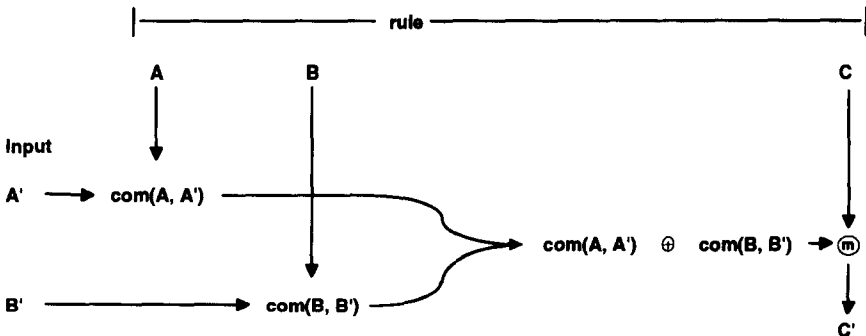 rule
A B C
Input
A' com(A, A')
com(A, A') ⊕ com(B, B') m
B' com(B, B')
C'